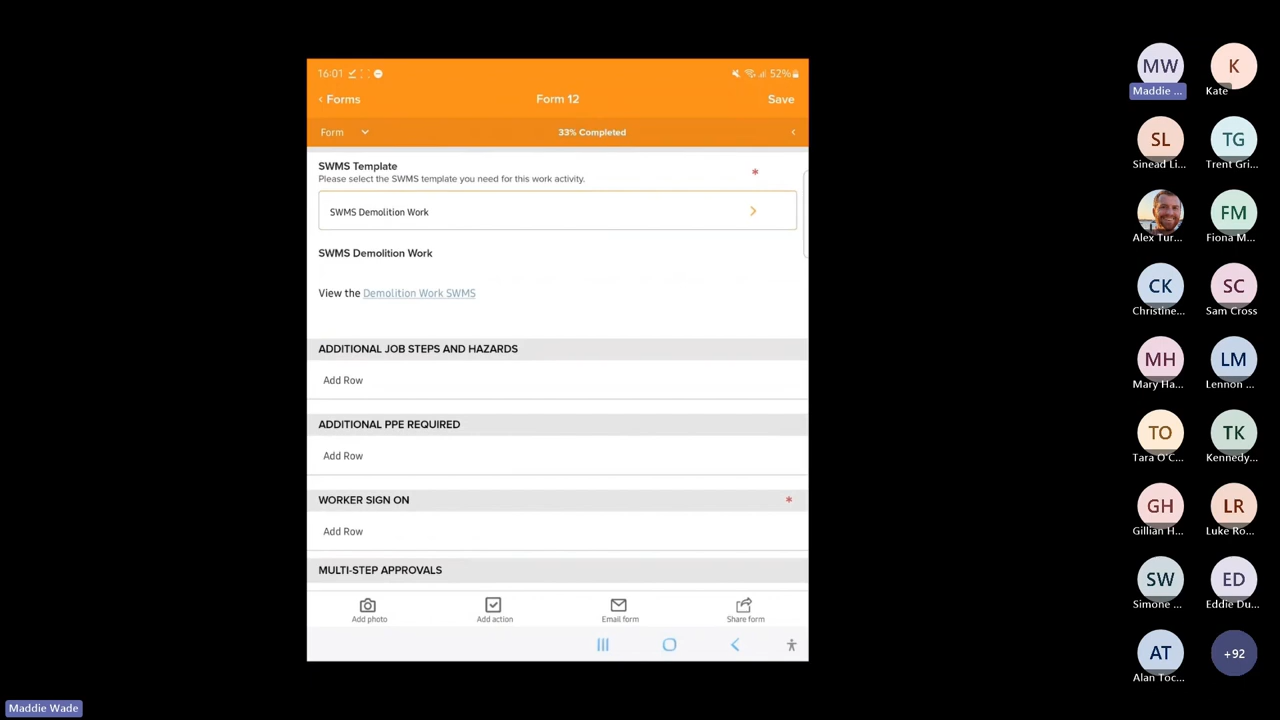 16:01 52%
Forms Form 12 Save
Form 33% Completed
SWMS Template *
Please select the SWMS template you need for this work activity.
SWMS Demolition Work
SWMS Demolition Work
View the Demolition Work SWMS
ADDITIONAL JOB STEPS AND HAZARDS
Add Row
ADDITIONAL PPE REQUIRED
Add Row
WORKER SIGN ON *
Add Row
MULTI-STEP APPROVALS
Add photo Add action Email form Share form
MW K
Maddie ... Kate
SL TG
Sinead Li... Trent Gri...
FM
Alex Tur... Fiona M...
CK SC
Christine... Sam Cross
MH LM
Mary Ha... Lennon ...
TO TK
Tara O'C... Kennedy...
GH LR
Gillian H... Luke Ro...
SW ED
Simone ... Eddie Du...
AT +92
Alan Toc...
Maddie Wade